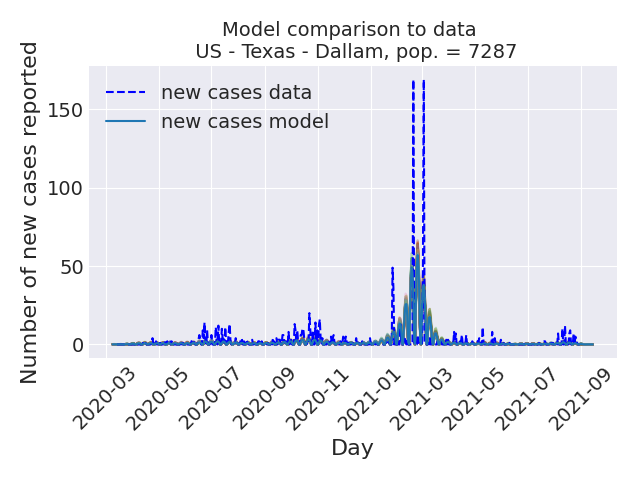 Model comparison to data
US - Texas - Dallam, pop. = 7287
Number of new cases reported
150
100
50
0
new cases data
new cases model
2020-03
2020-05
2020-07
2020-09
2020-11
2021-01
2021-03
2021-05
2021-07
2021-09
Day